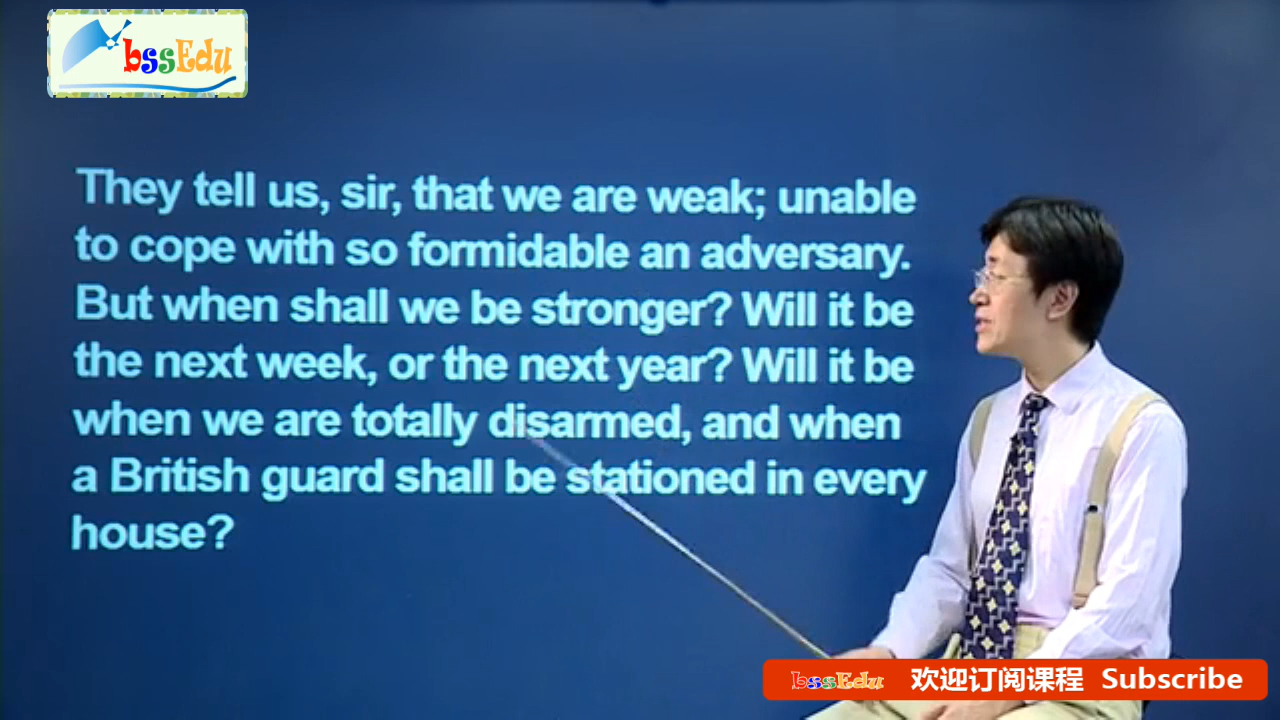 bssEdu
They tell us, sir, that we are weak; unable
to cope with so formidable an adversary.
But when shall we be stronger? Will it be
the next week, or the next year? Will it be
when we are totally disarmed, and when
a British guard shall be stationed in every
house?
bssEdu 欢迎订阅课程 Subscribe